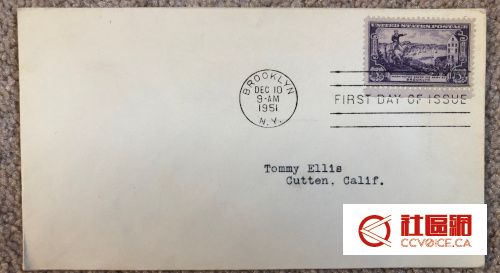 UNITED STATES POSTAGE
BROOKLYN
DEC 10
9-AM
1951
N.Y.
FIRST DAY OF ISSUE
Tommy Ellis
Cutten, Calif.
社區網
CCVOICE.CA